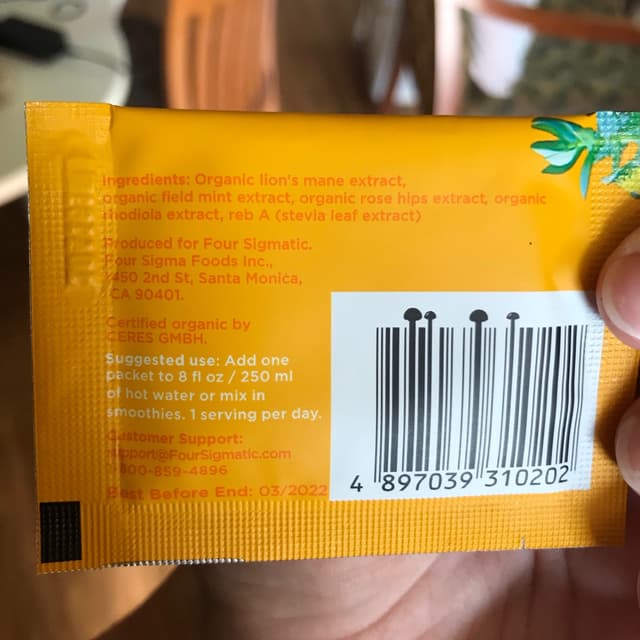 Ingredients: Organic lion's mane extract,
organic field mint extract, organic rose hips extract, organic
rhodiola extract, reb A (stevia leaf extract)
Produced for Four Sigmatic.
Four Sigma Foods Inc.,
1450 2nd St, Santa Monica,
CA 90401.
Certified organic by
CERES GMBH.
Suggested use: Add one
packet to 8 fl oz / 250 ml
of hot water or mix in
smoothies. 1 serving per day.
Customer Support:
support@FourSigmatic.com
1-800-859-4896
Best Before End: 03/2022
4 897039 310202